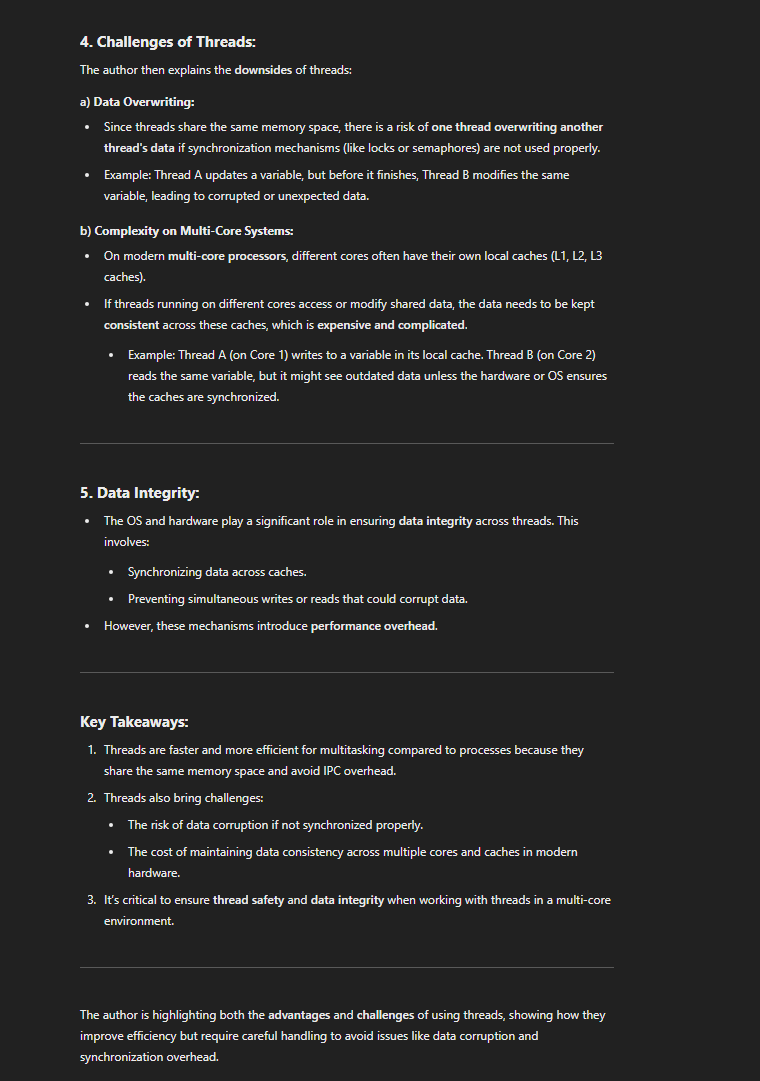 4. Challenges of Threads:
The author then explains the downsides of threads:
a) Data Overwriting:
• Since threads share the same memory space, there is a risk of one thread overwriting another
thread's data if synchronization mechanisms (like locks or semaphores) are not used properly.
• Example: Thread A updates a variable, but before it finishes, Thread B modifies the same
variable, leading to corrupted or unexpected data.
b) Complexity on Multi-Core Systems:
• On modern multi-core processors, different cores often have their own local caches (L1, L2, L3
caches).
• If threads running on different cores access or modify shared data, the data needs to be kept
consistent across these caches, which is expensive and complicated.
• Example: Thread A (on Core 1) writes to a variable in its local cache. Thread B (on Core 2)
reads the same variable, but it might see outdated data unless the hardware or OS ensures
the caches are synchronized.
5. Data Integrity:
• The OS and hardware play a significant role in ensuring data integrity across threads. This
involves:
• Synchronizing data across caches.
• Preventing simultaneous writes or reads that could corrupt data.
• However, these mechanisms introduce performance overhead.
Key Takeaways:
1. Threads are faster and more efficient for multitasking compared to processes because they
share the same memory space and avoid IPC overhead.
2. Threads also bring challenges:
• The risk of data corruption if not synchronized properly.
• The cost of maintaining data consistency across multiple cores and caches in modern
hardware.
3. It's critical to ensure thread safety and data integrity when working with threads in a multi-core
environment.
The author is highlighting both the advantages and challenges of using threads, showing how they
improve efficiency but require careful handling to avoid issues like data corruption and
synchronization overhead.